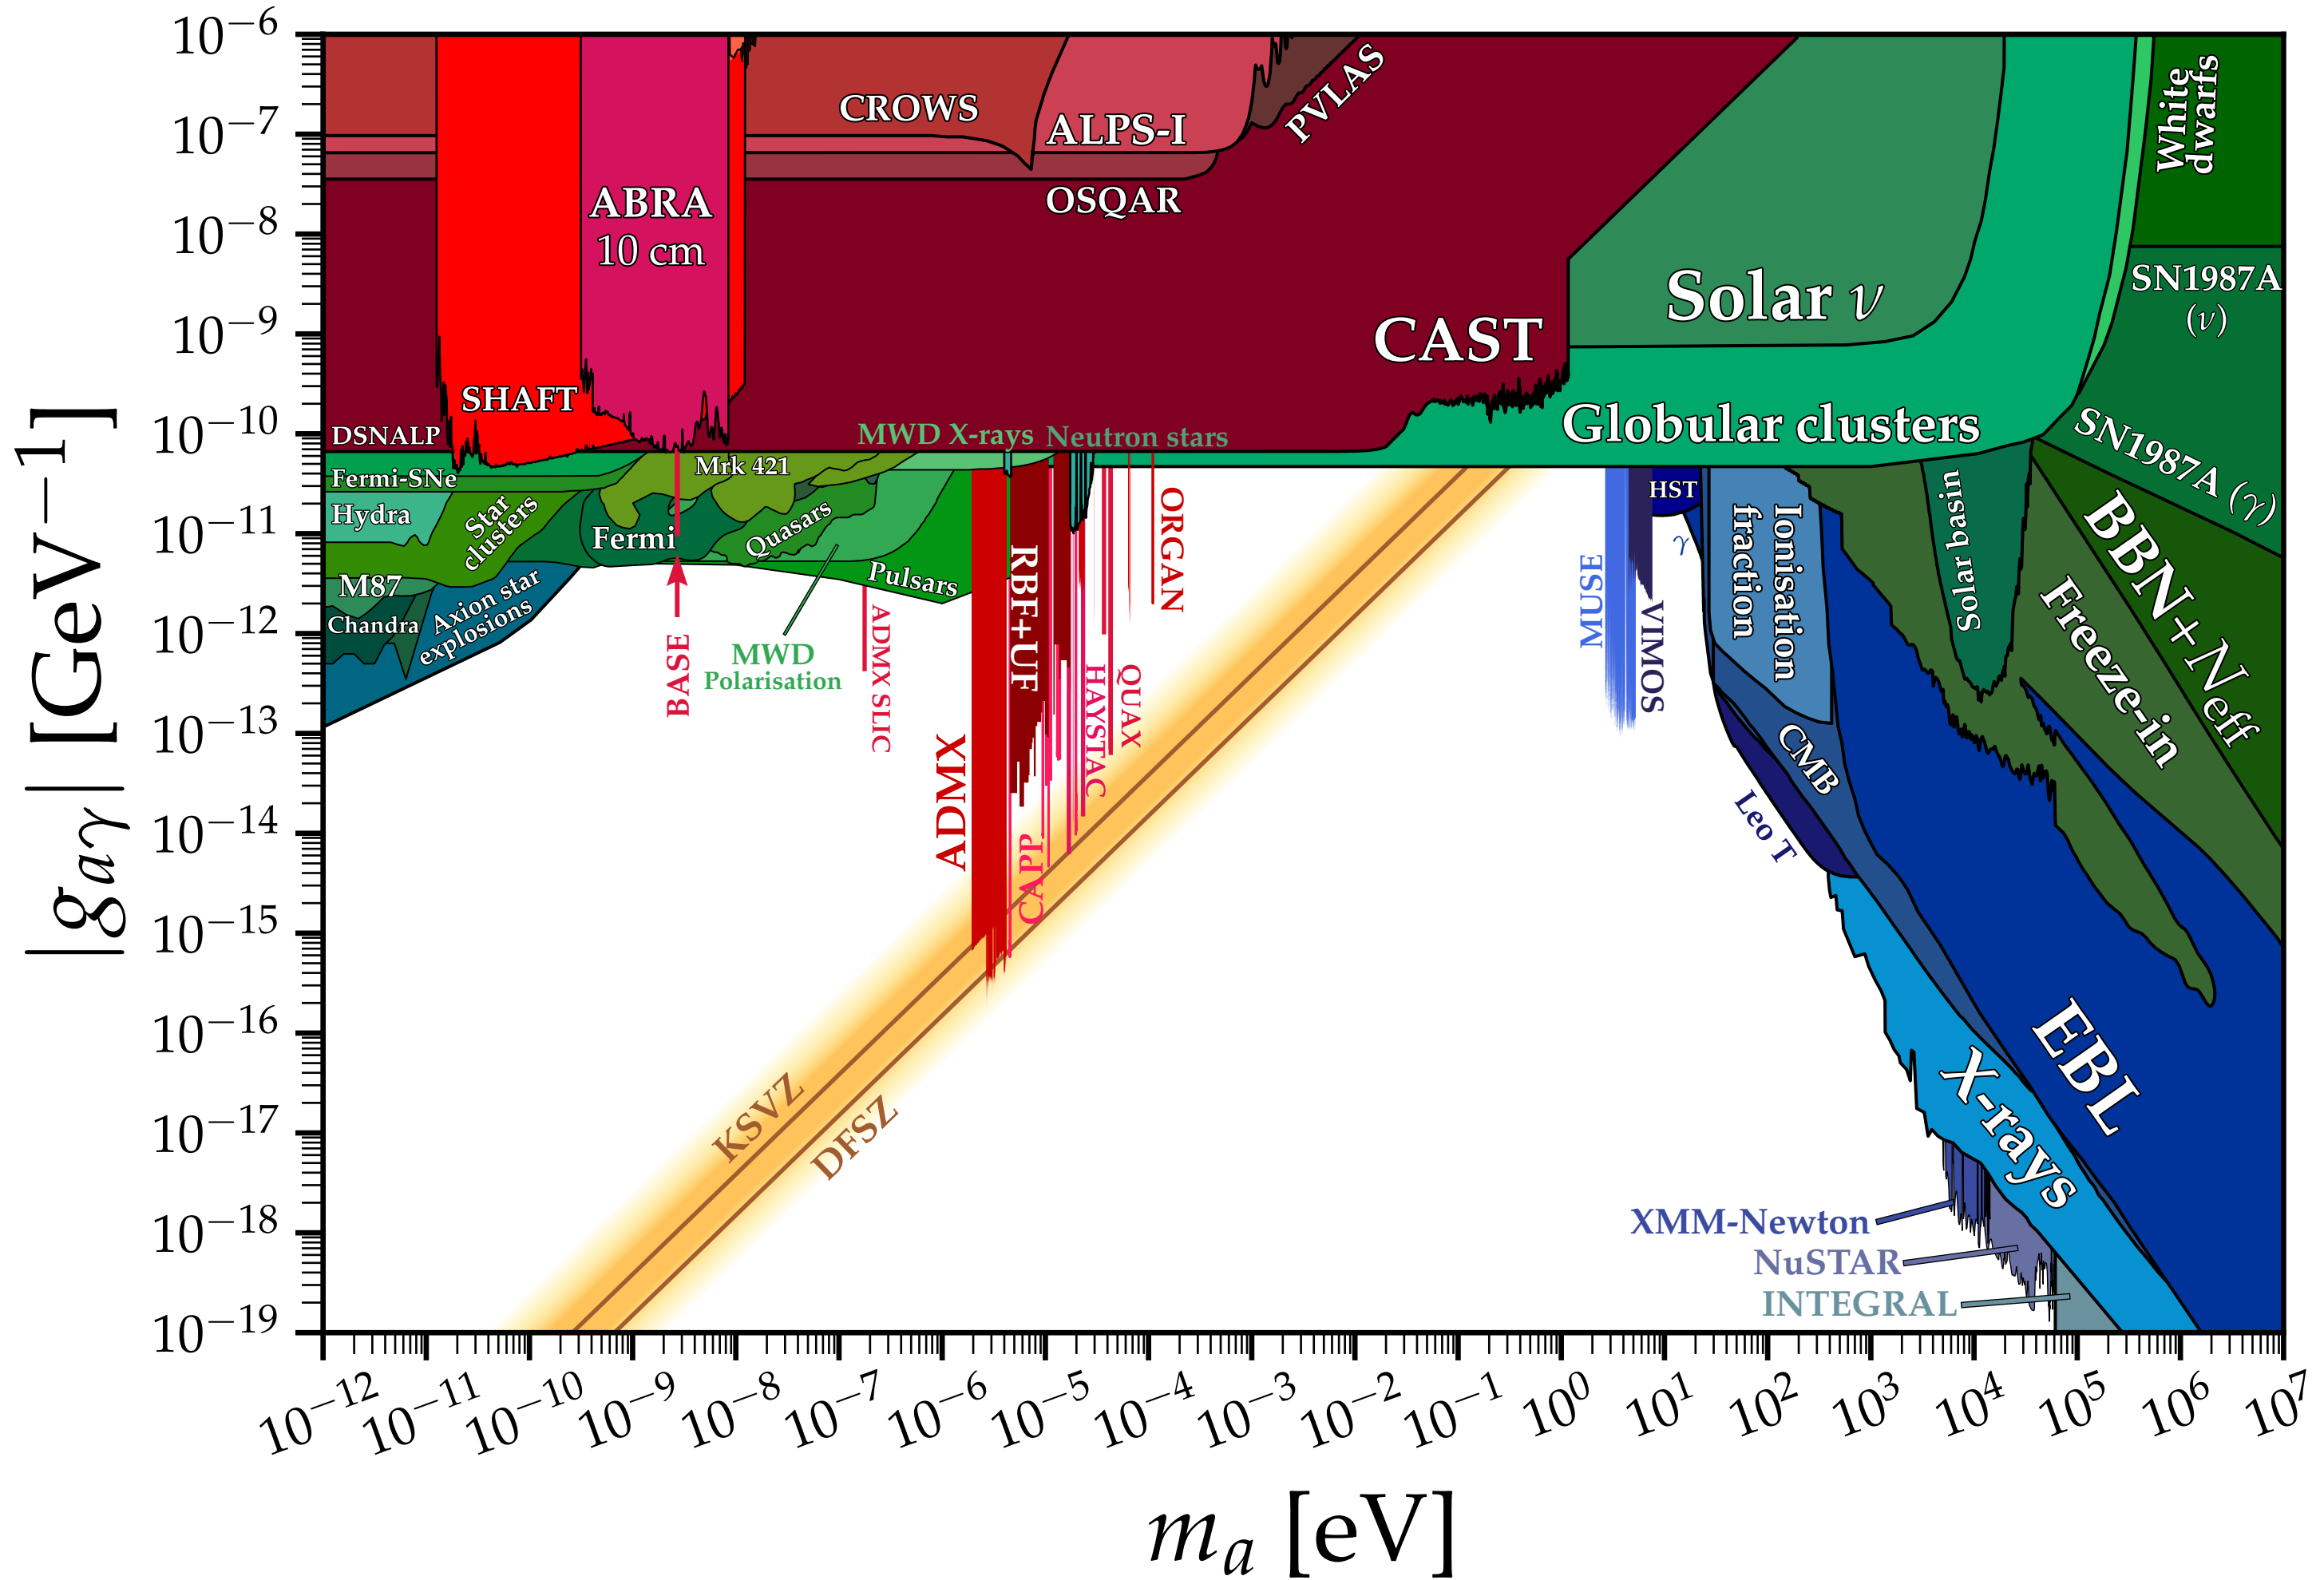 10−6
10−7
10−8
10−9
10−10
10−11
10−12
10−13
10−14
10−15
10−16
10−17
10−18
10−19
|gaγ| [GeV−1]
CROWS
ALPS-I
PVLAS
OSQAR
ABRA
10 cm
SHAFT
CAST
Solar ν
Globular clusters
White
dwarfs
SN1987A
(ν)
SN1987A (γ)
DSNALP
Fermi-SNe
Hydra
Star
clusters
M87
Chandra
Axion star
explosions
Mrk 421
Fermi
Quasars
MWD X-rays
Neutron stars
Pulsars
MWD
Polarisation
BASE
ADMX SLIC
ADMX
RBF+UF
CAPP
HAYSTAC
QUAX
ORGAN
MUSE
VIMOS
HST
γ
Ionisation
fraction
Solar basin
BBN+Neff
Freeze-in
CMB
Leo T
EBL
X-rays
XMM-Newton
NuSTAR
INTEGRAL
KSVZ
DFSZ
10−12
10−11
10−10
10−9
10−8
10−7
10−6
10−5
10−4
10−3
10−2
10−1
100
101
102
103
104
105
106
107
ma [eV]